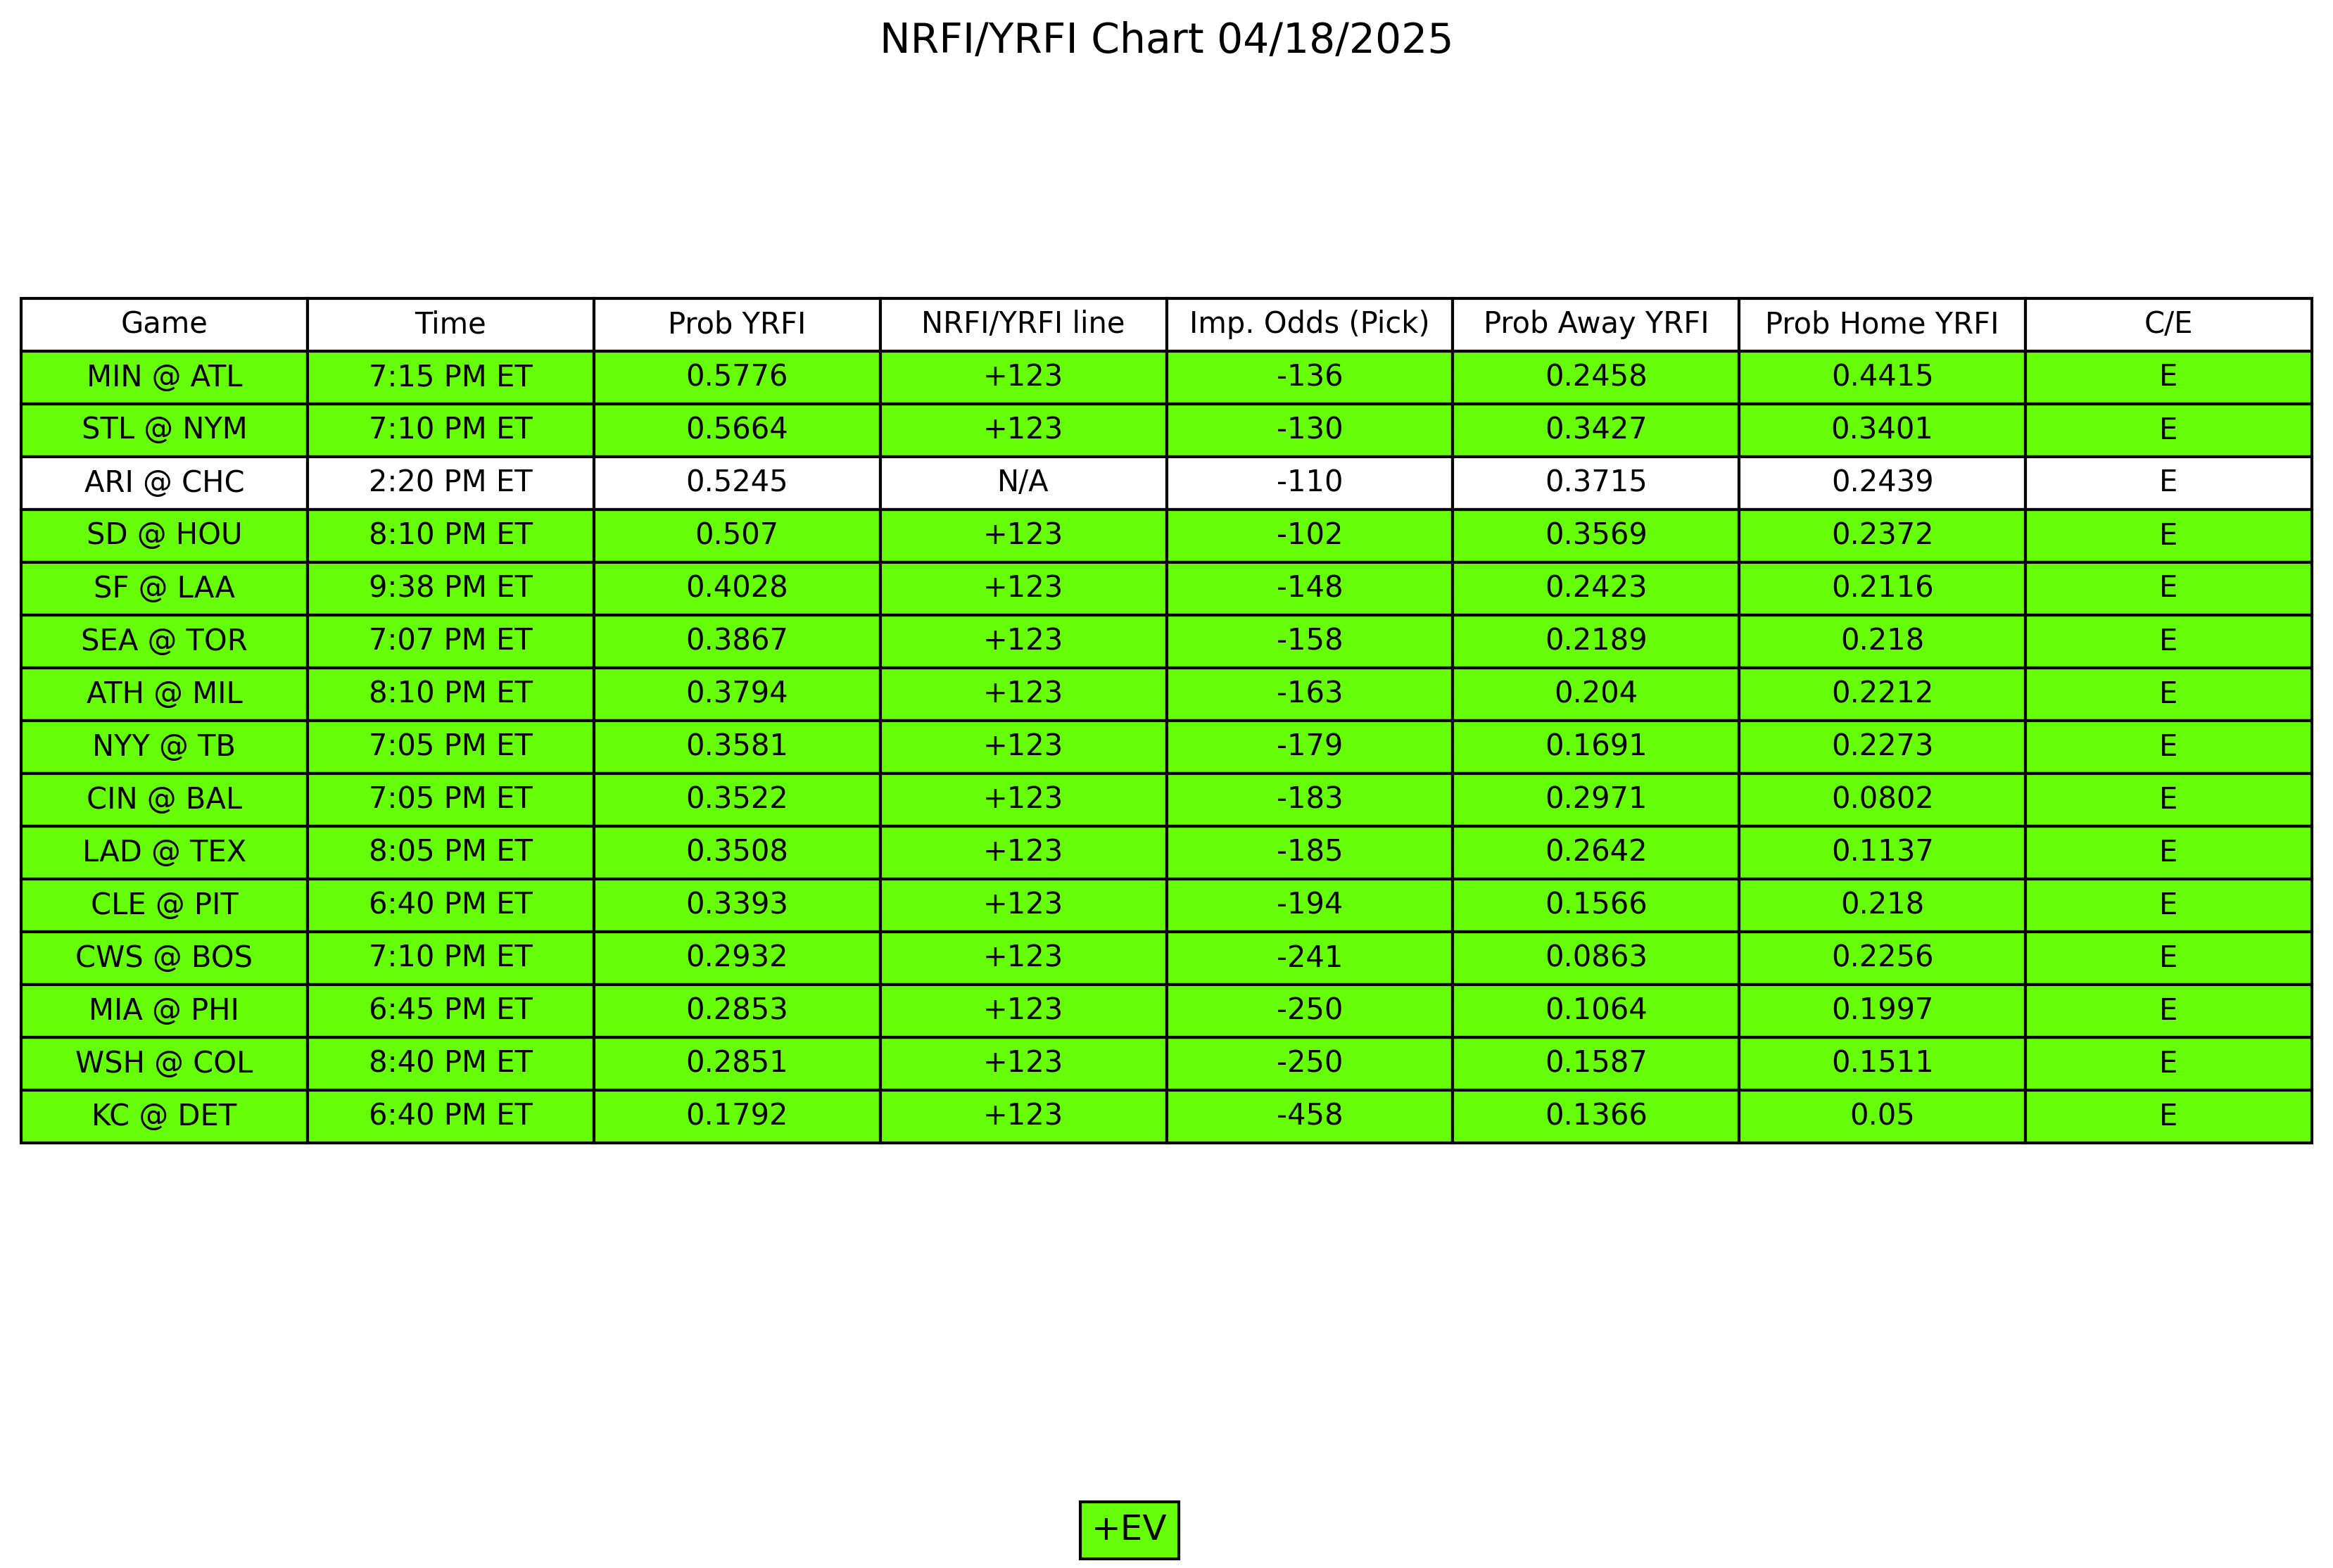 NRFI/YRFI Chart 04/18/2025
Game Time Prob YRFI NRFI/YRFI line Imp. Odds (Pick) Prob Away YRFI Prob Home YRFI C/E
MIN @ ATL 7:15 PM ET 0.5776 +123 -136 0.2458 0.4415 E
STL @ NYM 7:10 PM ET 0.5664 +123 -130 0.3427 0.3401 E
ARI @ CHC 2:20 PM ET 0.5245 N/A -110 0.3715 0.2439 E
SD @ HOU 8:10 PM ET 0.507 +123 -102 0.3569 0.2372 E
SF @ LAA 9:38 PM ET 0.4028 +123 -148 0.2423 0.2116 E
SEA @ TOR 7:07 PM ET 0.3867 +123 -158 0.2189 0.218 E
ATH @ MIL 8:10 PM ET 0.3794 +123 -163 0.204 0.2212 E
NYY @ TB 7:05 PM ET 0.3581 +123 -179 0.1691 0.2273 E
CIN @ BAL 7:05 PM ET 0.3522 +123 -183 0.2971 0.0802 E
LAD @ TEX 8:05 PM ET 0.3508 +123 -185 0.2642 0.1137 E
CLE @ PIT 6:40 PM ET 0.3393 +123 -194 0.1566 0.218 E
CWS @ BOS 7:10 PM ET 0.2932 +123 -241 0.0863 0.2256 E
MIA @ PHI 6:45 PM ET 0.2853 +123 -250 0.1064 0.1997 E
WSH @ COL 8:40 PM ET 0.2851 +123 -250 0.1587 0.1511 E
KC @ DET 6:40 PM ET 0.1792 +123 -458 0.1366 0.05 E
+EV